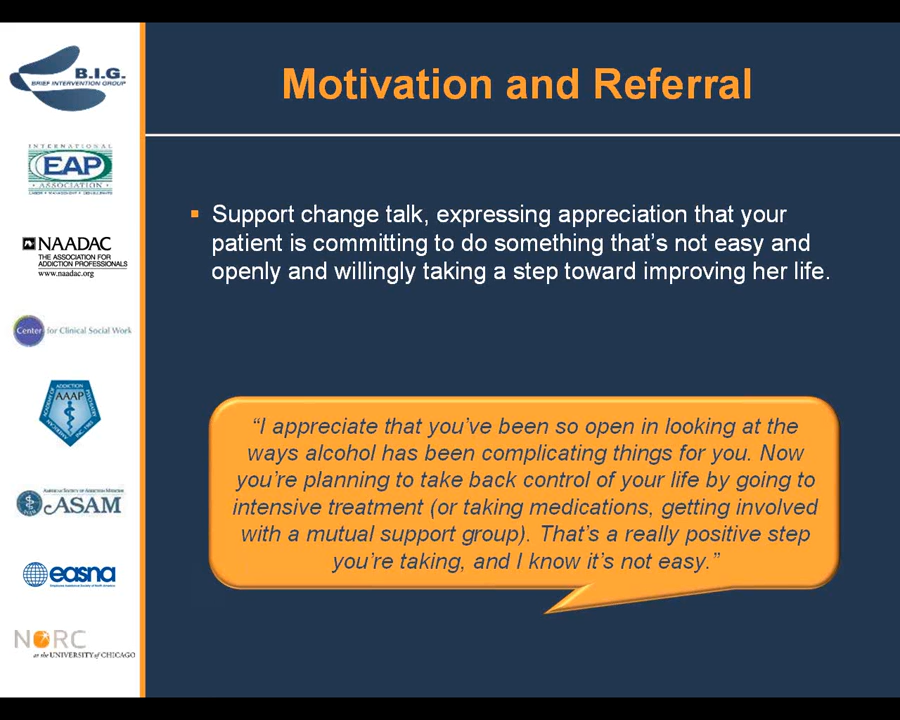 B.I.G.
BRIEF INTERVENTION GROUP
INTERNATIONAL
EAP
ASSOCIATION
NAADAC
THE ASSOCIATION FOR
ADDICTION PROFESSIONALS
www.naadac.org
Center for Clinical Social Work
AAAP
AMERICAN SOCIETY OF ADDICTION MEDICINE
ASAM
easna
NORC
at the UNIVERSITY of CHICAGO
Motivation and Referral
Support change talk, expressing appreciation that your
patient is committing to do something that’s not easy and
openly and willingly taking a step toward improving her life.
“I appreciate that you’ve been so open in looking at the
ways alcohol has been complicating things for you. Now
you’re planning to take back control of your life by going to
intensive treatment (or taking medications, getting involved
with a mutual support group). That’s a really positive step
you’re taking, and I know it’s not easy.”